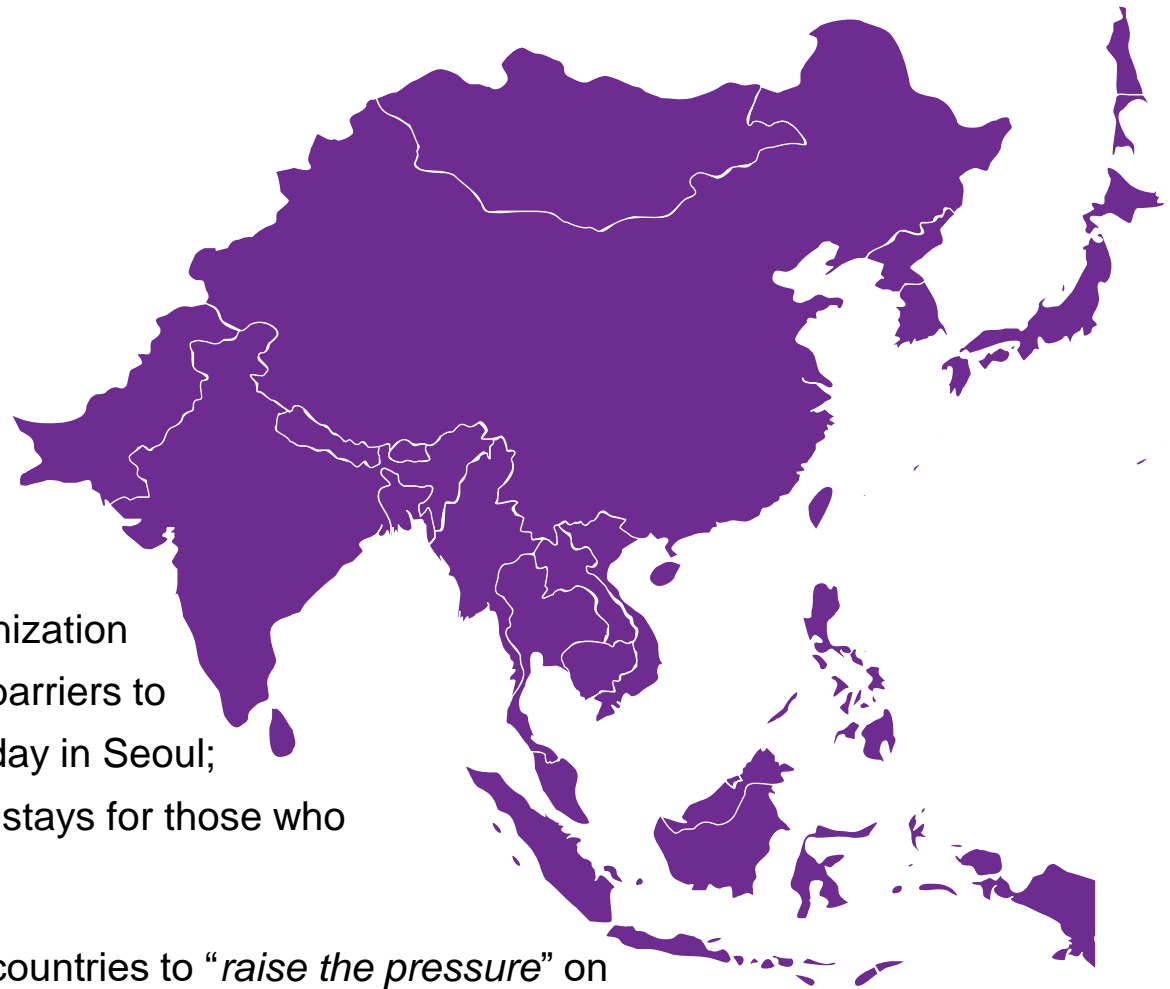 nization
barriers to
day in Seoul;
stays for those who
countries to “raise the pressure” on